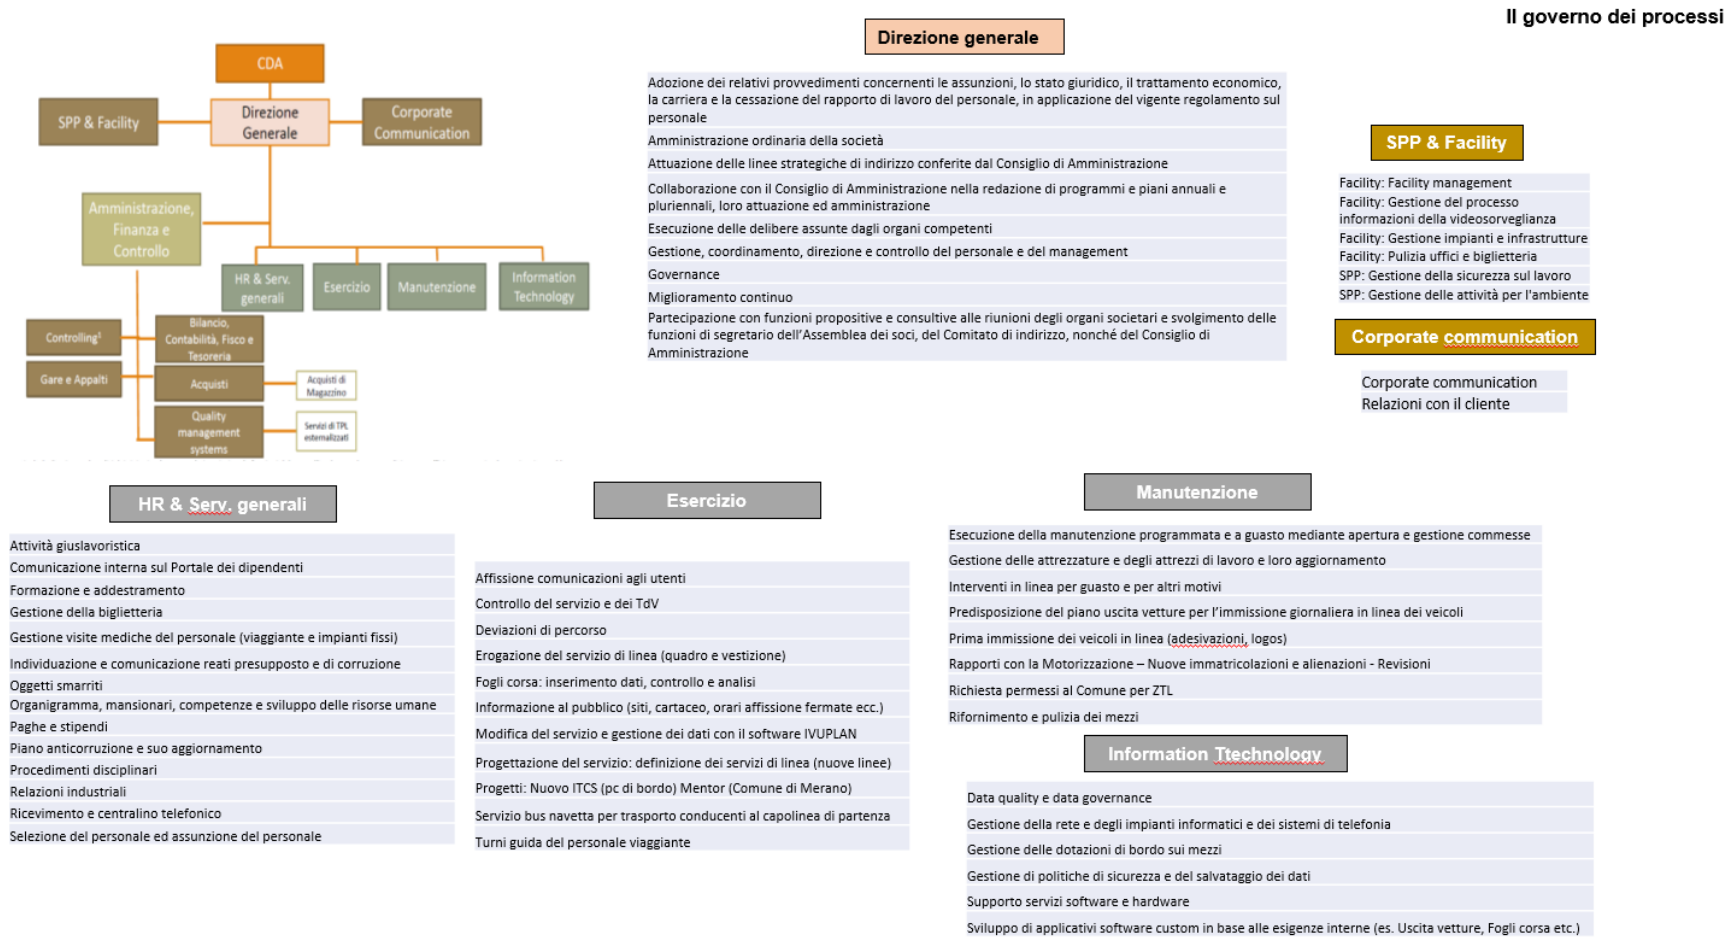 Il governo dei processi
CDA
SPP & Facility
Direzione
Generale
Corporate
Communication
Amministrazione,
Finanza e
Controllo
HR & Serv.
generali
Esercizio
Manutenzione
Information
Technology
Controlling¹
Bilancio,
Contabilità, Fisco e
Tesoreria
Gare e Appalti
Acquisti
Acquisti di
Magazzino
Quality
management
systems
Servizi di TPL
esternalizzati
Direzione generale
Adozione dei relativi provvedimenti concernenti le assunzioni, lo stato giuridico, il trattamento economico,
la carriera e la cessazione del rapporto di lavoro del personale, in applicazione del vigente regolamento sul
personale
Amministrazione ordinaria della società
Attuazione delle linee strategiche di indirizzo conferite dal Consiglio di Amministrazione
Collaborazione con il Consiglio di Amministrazione nella redazione di programmi e piani annuali e
pluriennali, loro attuazione ed amministrazione
Esecuzione delle delibere assunte dagli organi competenti
Gestione, coordinamento, direzione e controllo del personale e del management
Governance
Miglioramento continuo
Partecipazione con funzioni propositive e consultive alle riunioni degli organi societari e svolgimento delle
funzioni di segretario dell'Assemblea dei soci, del Comitato di indirizzo, nonché del Consiglio di
Amministrazione
SPP & Facility
Facility: Facility management
Facility: Gestione del processo
informazioni della videosorveglianza
Facility: Gestione impianti e infrastrutture
Facility: Pulizia uffici e biglietteria
SPP: Gestione della sicurezza sul lavoro
SPP: Gestione delle attività per l'ambiente
Corporate communication
Corporate communication
Relazioni con il cliente
HR & Serv. generali
Attività giuslavoristica
Comunicazione interna sul Portale dei dipendenti
Formazione e addestramento
Gestione della biglietteria
Gestione visite mediche del personale (viaggiante e impianti fissi)
Individuazione e comunicazione reati presupposto e di corruzione
Oggetti smarriti
Organigramma, mansionari, competenze e sviluppo delle risorse umane
Paghe e stipendi
Piano anticorruzione e suo aggiornamento
Procedimenti disciplinari
Relazioni industriali
Ricevimento e centralino telefonico
Selezione del personale ed assunzione del personale
Esercizio
Affissione comunicazioni agli utenti
Controllo del servizio e dei TdV
Deviazioni di percorso
Erogazione del servizio di linea (quadro e vestizione)
Fogli corsa: inserimento dati, controllo e analisi
Informazione al pubblico (siti, cartaceo, orari affissione fermate ecc.)
Modifica del servizio e gestione dei dati con il software IVUPLAN
Progettazione del servizio: definizione dei servizi di linea (nuove linee)
Progetti: Nuovo ITCS (pc di bordo) Mentor (Comune di Merano)
Servizio bus navetta per trasporto conducenti al capolinea di partenza
Turni guida del personale viaggiante
Manutenzione
Esecuzione della manutenzione programmata e a guasto mediante apertura e gestione commesse
Gestione delle attrezzature e degli attrezzi di lavoro e loro aggiornamento
Interventi in linea per guasto e per altri motivi
Predisposizione del piano uscita vetture per l'immissione giornaliera in linea dei veicoli
Prima immissione dei veicoli in linea (adesivazioni, logos)
Rapporti con la Motorizzazione – Nuove immatricolazioni e alienazioni - Revisioni
Richiesta permessi al Comune per ZTL
Rifornimento e pulizia dei mezzi
Information Ttechnology
Data quality e data governance
Gestione della rete e degli impianti informatici e dei sistemi di telefonia
Gestione delle dotazioni di bordo sui mezzi
Gestione di politiche di sicurezza e del salvataggio dei dati
Supporto servizi software e hardware
Sviluppo di applicativi software custom in base alle esigenze interne (es. Uscita vetture, Fogli corsa etc.)